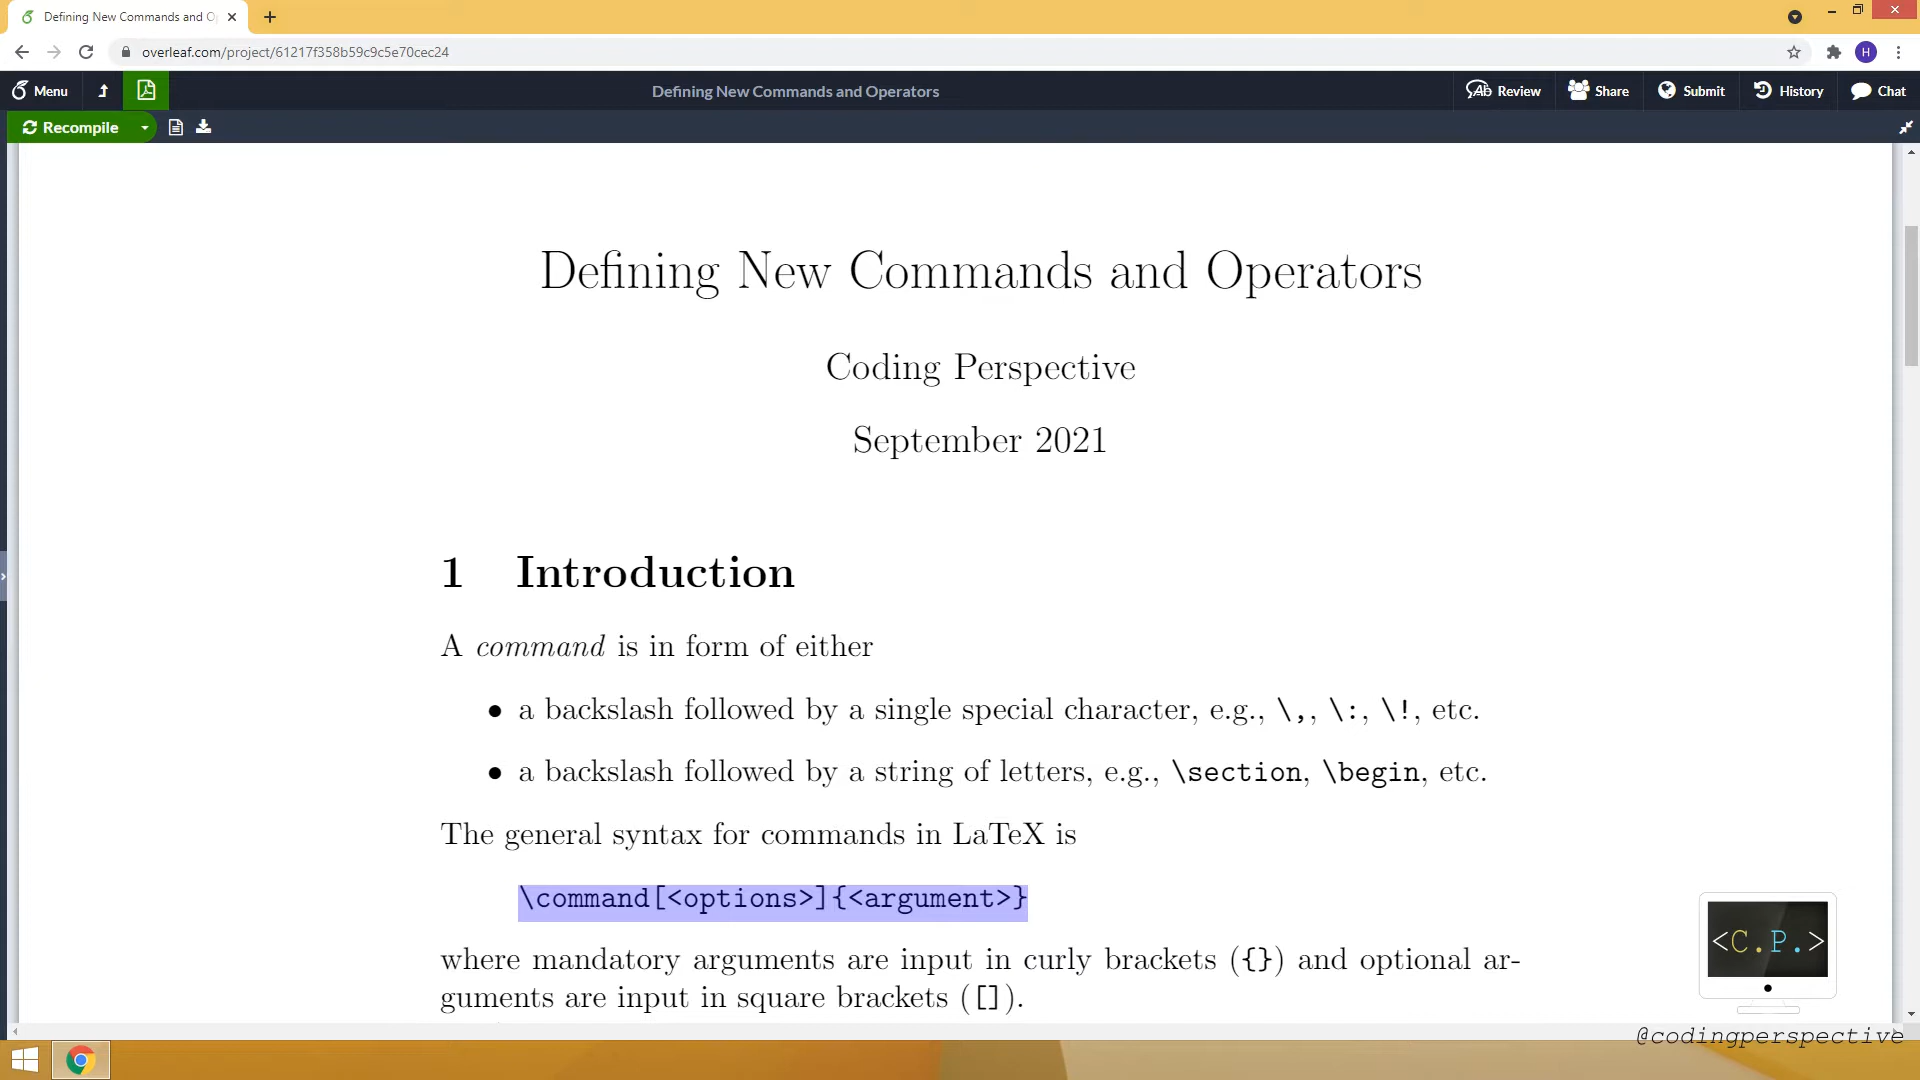 Defining New Commands and O
overleaf.com/project/61217f358b59c9c5e70cec24
H
Menu
Defining New Commands and Operators
Review
Share
Submit
History
Chat
Recompile
Defining New Commands and Operators
Coding Perspective
September 2021
1 Introduction
A command is in form of either
• a backslash followed by a single special character, e.g., \,, \:, \!, etc.
• a backslash followed by a string of letters, e.g., \section, \begin, etc.
The general syntax for commands in LaTeX is
\command[<options>]{<argument>}
where mandatory arguments are input in curly brackets ({}) and optional ar-
guments are input in square brackets ([]).
<C.P.>
@codingperspective